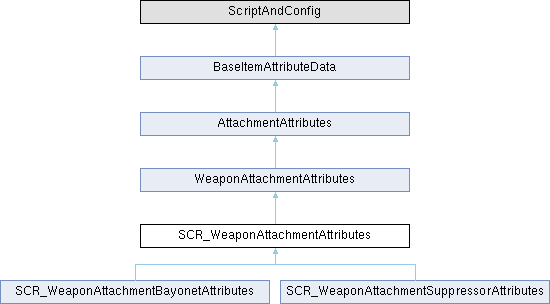 ScriptAndConfig
BaseItemAttributeData
AttachmentAttributes
WeaponAttachmentAttributes
SCR_WeaponAttachmentAttributes
SCR_WeaponAttachmentBayonetAttributes
SCR_WeaponAttachmentSuppressorAttributes